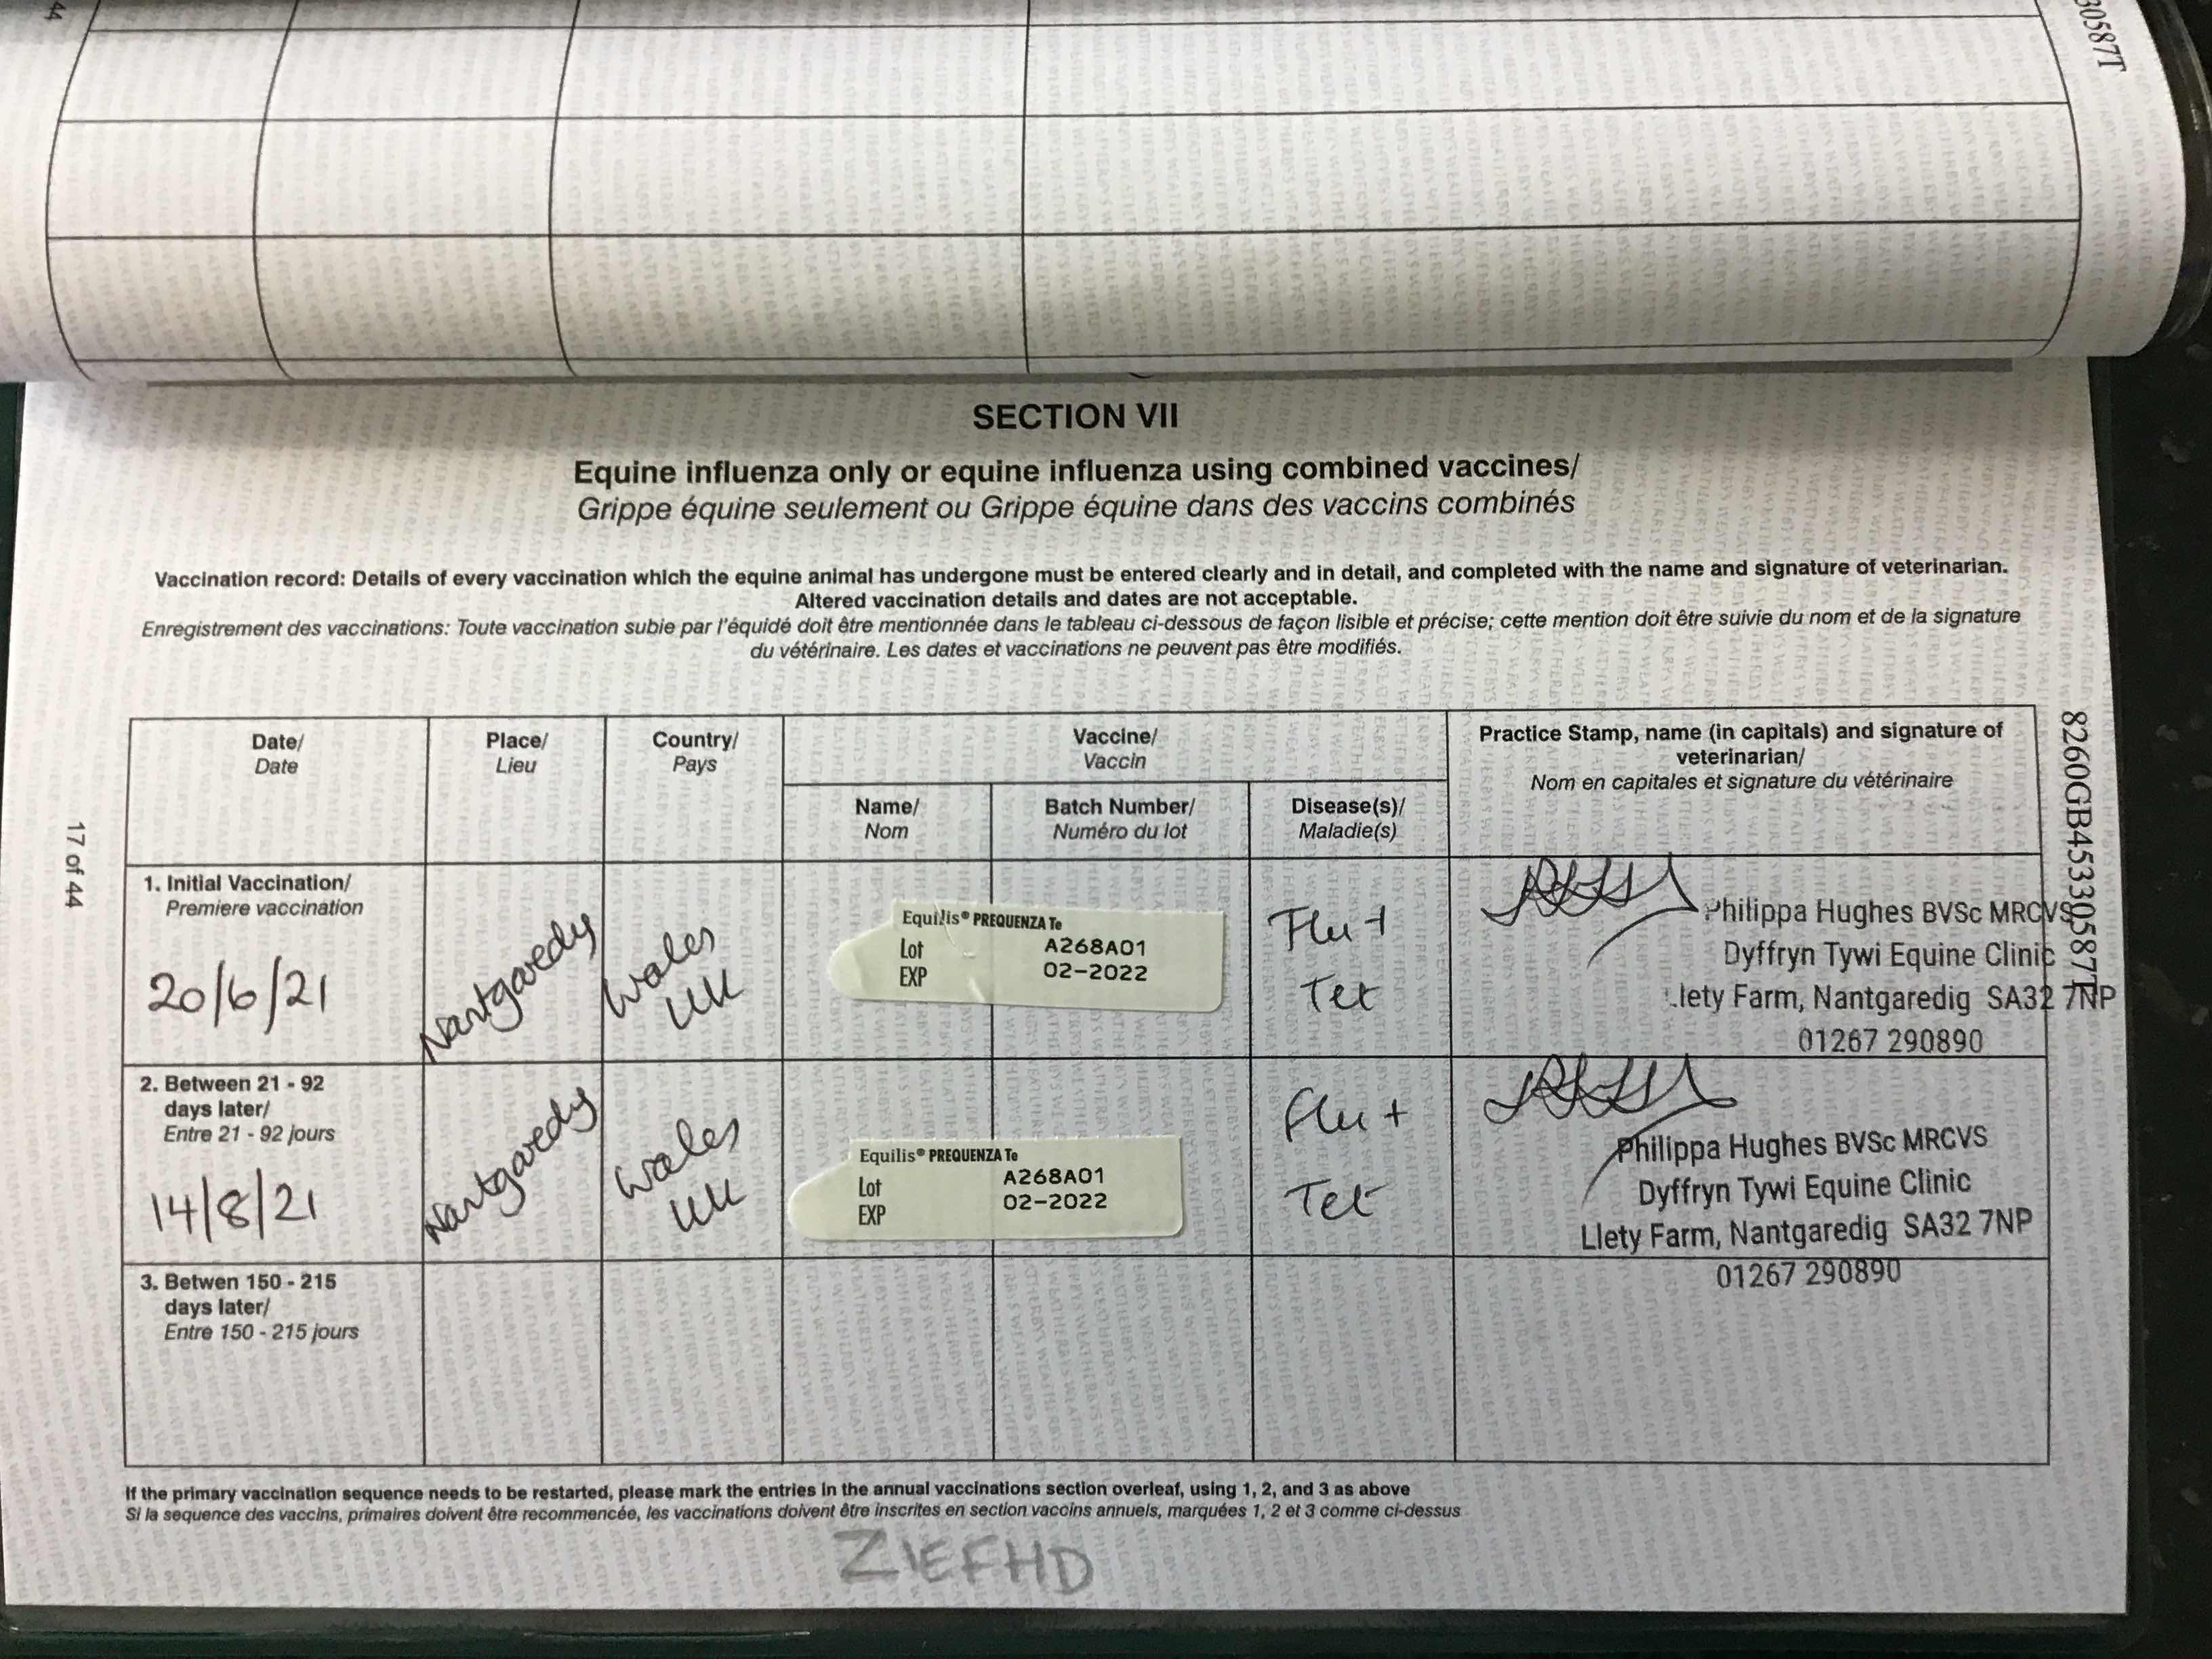 44
30587T
SECTION VII
Equine influenza only or equine influenza using combined vaccines/
Grippe équine seulement ou Grippe équine dans des vaccins combinés
Vaccination record: Details of every vaccination which the equine animal has undergone must be entered clearly and in detail, and completed with the name and signature of veterinarian.
Altered vaccination details and dates are not acceptable.
Enregistrement des vaccinations: Toute vaccination subie par l'équidé doit être mentionnée dans le tableau ci-dessous de façon lisible et précise; cette mention doit être suivie du nom et de la signature
du vétérinaire. Les dates et vaccinations ne peuvent pas être modifiés.
Date/
Date
Place/
Lieu
Country/
Pays
Vaccine/
Vaccin
Practice Stamp, name (in capitals) and signature of
veterinarian/
Nom en capitales et signature du vétérinaire
Name/
Nom
Batch Number/
Numéro du lot
Disease(s)/
Maladie(s)
1. Initial Vaccination/
Premiere vaccination
20/6/21
Nantgaredy
Wales
UK
Equilis® PREQUENZA Te
Lot A268A01
EXP 02-2022
Flu +
Tet
Philippa Hughes BVSc MRCVS
Dyffryn Tywi Equine Clinic
Llety Farm, Nantgaredig SA32 7NP
01267 290890
2. Between 21 - 92
days later/
Entre 21 - 92 jours
14/8/21
Nantgaredy
Wales
UK
Equilis® PREQUENZA Te
Lot A268A01
EXP 02-2022
Flu +
Tet
Philippa Hughes BVSc MRCVS
Dyffryn Tywi Equine Clinic
Llety Farm, Nantgaredig SA32 7NP
01267 290890
3. Betwen 150 - 215
days later/
Entre 150 - 215 jours
If the primary vaccination sequence needs to be restarted, please mark the entries in the annual vaccinations section overleaf, using 1, 2, and 3 as above
Si la sequence des vaccins, primaires doivent être recommencée, les vaccinations doivent être inscrites en section vaccins annuels, marquées 1, 2 et 3 comme ci-dessus
ZIEFHD
17 of 44
8260GB45330587T